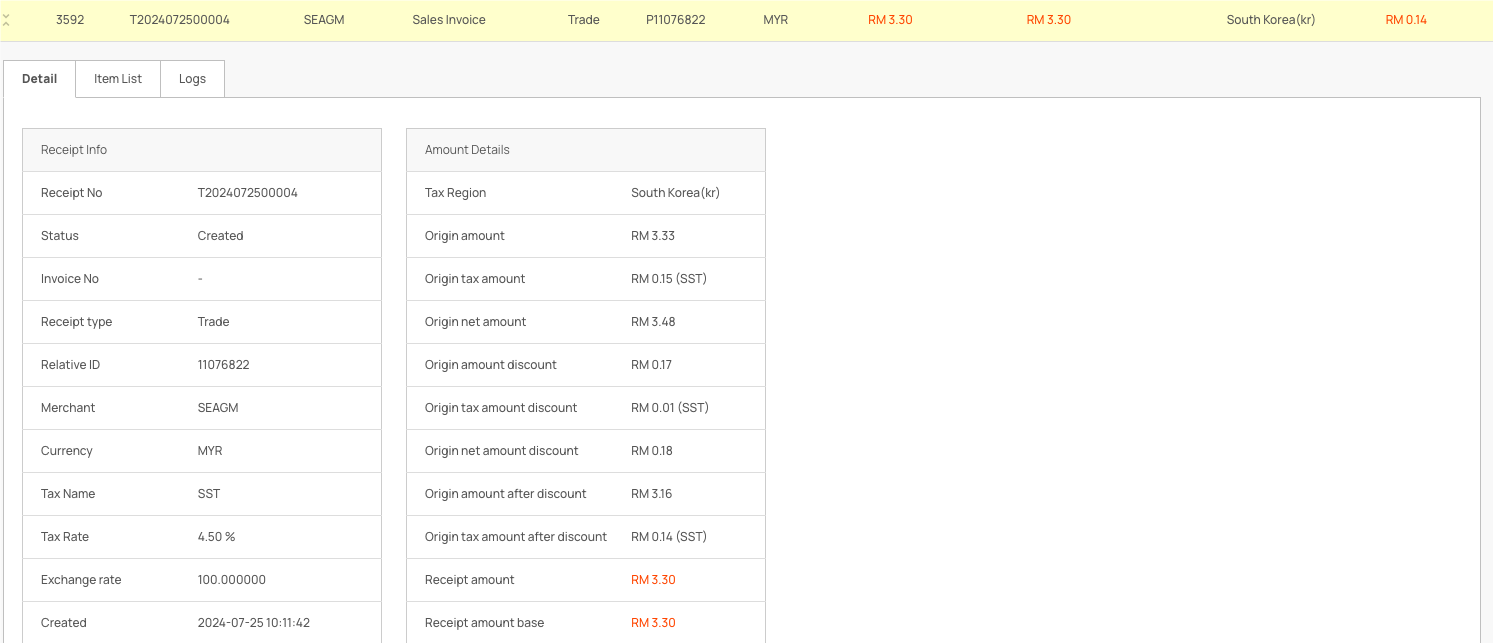 3592 T2024072500004 SEAGM Sales Invoice Trade P11076822 MYR RM 3.30 RM 3.30 South Korea(kr) RM 0.14
Detail Item List Logs
Receipt Info
Receipt No T2024072500004
Status Created
Invoice No -
Receipt type Trade
Relative ID 11076822
Merchant SEAGM
Currency MYR
Tax Name SST
Tax Rate 4.50 %
Exchange rate 100.000000
Created 2024-07-25 10:11:42
Amount Details
Tax Region South Korea(kr)
Origin amount RM 3.33
Origin tax amount RM 0.15 (SST)
Origin net amount RM 3.48
Origin amount discount RM 0.17
Origin tax amount discount RM 0.01 (SST)
Origin net amount discount RM 0.18
Origin amount after discount RM 3.16
Origin tax amount after discount RM 0.14 (SST)
Receipt amount RM 3.30
Receipt amount base RM 3.30